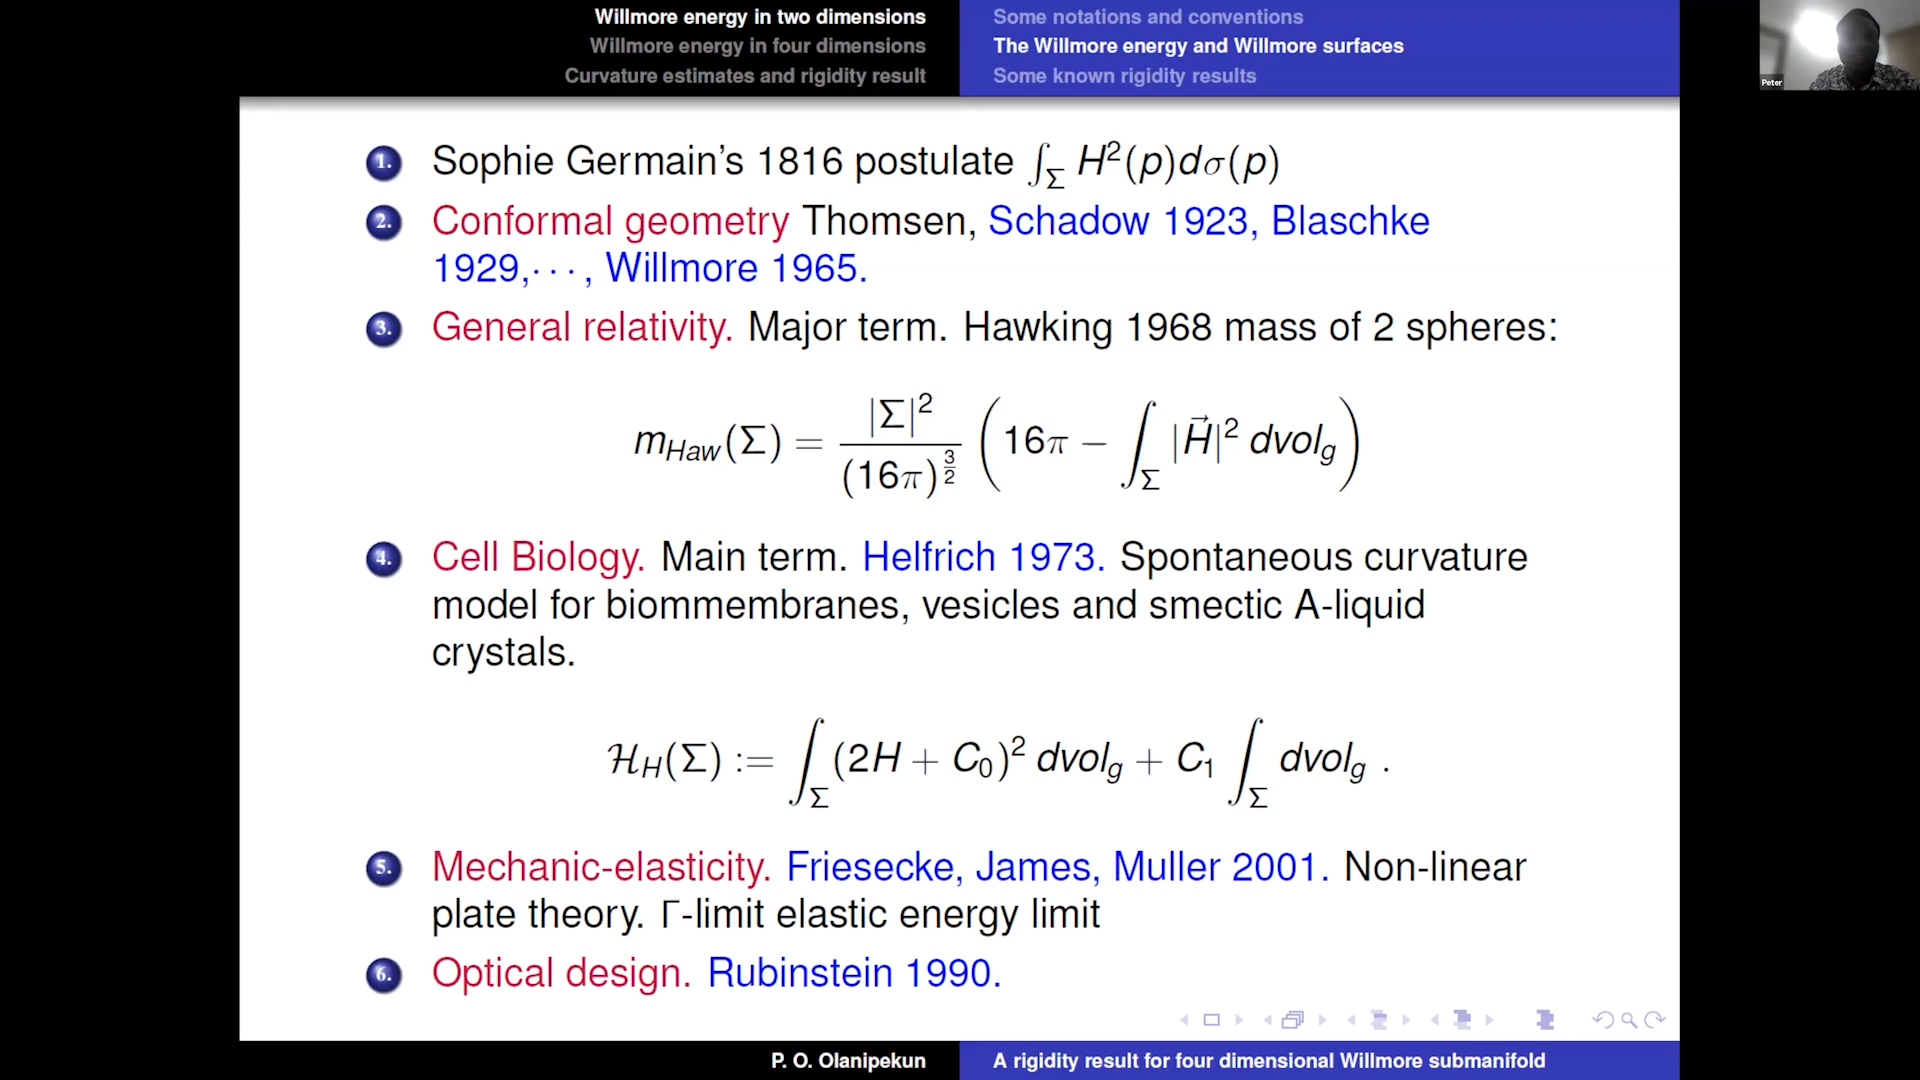 Willmore energy in two dimensions
Willmore energy in four dimensions
Curvature estimates and rigidity result
Some notations and conventions
The Willmore energy and Willmore surfaces
Some known rigidity results
Peter
1. Sophie Germain's 1816 postulate ∫_Σ H²(p)dσ(p)
2. Conformal geometry Thomsen, Schadow 1923, Blaschke
1929,···, Willmore 1965.
3. General relativity. Major term. Hawking 1968 mass of 2 spheres:
m_{Haw}(Σ) = \frac{|Σ|^2}{(16π)^{\frac{3}{2}}} (16π − ∫_Σ |\vec{H}|² dvol_g)
4. Cell Biology. Main term. Helfrich 1973. Spontaneous curvature
model for biommembranes, vesicles and smectic A-liquid
crystals.
ℋ_H(Σ) := ∫_Σ (2H + C₀)² dvol_g + C₁ ∫_Σ dvol_g .
5. Mechanic-elasticity. Friesecke, James, Muller 2001. Non-linear
plate theory. Γ-limit elastic energy limit
6. Optical design. Rubinstein 1990.
P. O. Olanipekun
A rigidity result for four dimensional Willmore submanifold